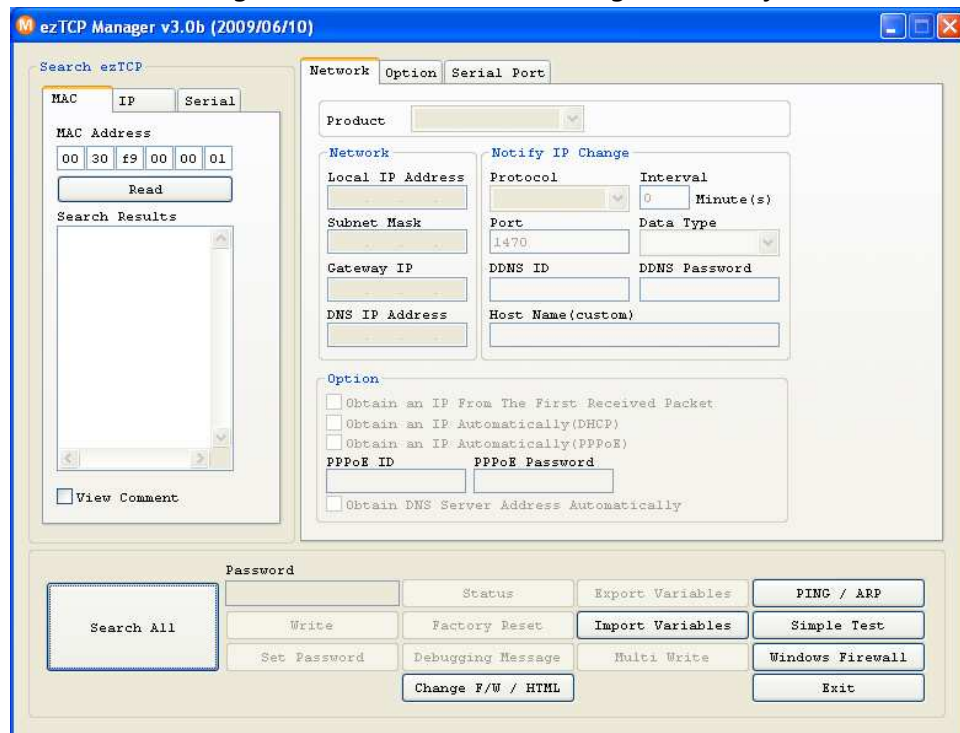 ezTCP Manager v3.0b (2009/06/10)
Search ezTCP
MAC IP Serial
MAC Address
00 30 f9 00 00 01
Read
Search Results
View Comment
Network Option Serial Port
Product
Network
Local IP Address
Subnet Mask
Gateway IP
DNS IP Address
Notify IP Change
Protocol Interval
0 Minute(s)
Port Data Type
1470
DDNS ID DDNS Password
Host Name(custom)
Option
Obtain an IP From The First Received Packet
Obtain an IP Automatically(DHCP)
Obtain an IP Automatically(PPPoE)
PPPoE ID PPPoE Password
Obtain DNS Server Address Automatically
Search All
Password
Status Export Variables PING / ARP
Write Factory Reset Import Variables Simple Test
Set Password Debugging Message Multi Write Windows Firewall
Change F/W / HTML Exit